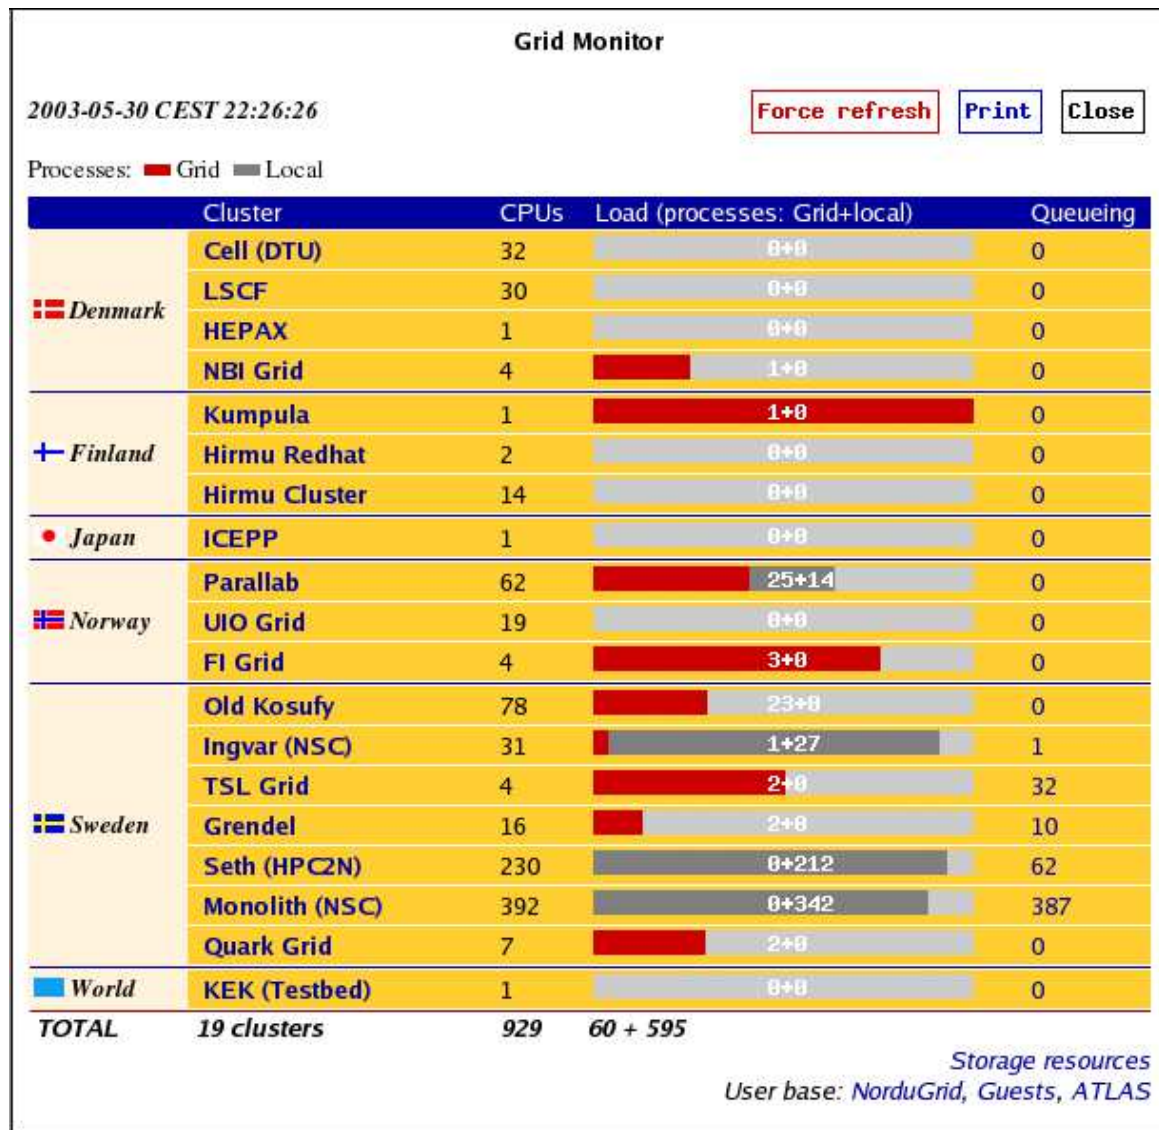 Grid Monitor
2003-05-30 CEST 22:26:26
Force refresh Print Close
Processes: Grid Local
Cluster CPUs Load (processes: Grid+local) Queueing
Denmark
Cell (DTU) 32 0+0 0
LSCF 30 0+0 0
HEPAX 1 0+0 0
NBI Grid 4 1+0 0
Finland
Kumpula 1 1+0 0
Hirmu Redhat 2 0+0 0
Hirmu Cluster 14 0+0 0
Japan
ICEPP 1 0+0 0
Norway
Parallab 62 25+14 0
UIO Grid 19 0+0 0
FI Grid 4 3+0 0
Sweden
Old Kosufy 78 23+0 0
Ingvar (NSC) 31 1+27 1
TSL Grid 4 2+0 32
Grendel 16 2+0 10
Seth (HPC2N) 230 0+212 62
Monolith (NSC) 392 0+342 387
Quark Grid 7 2+0 0
World
KEK (Testbed) 1 0+0 0
TOTAL 19 clusters 929 60 + 595
Storage resources
User base: NorduGrid, Guests, ATLAS